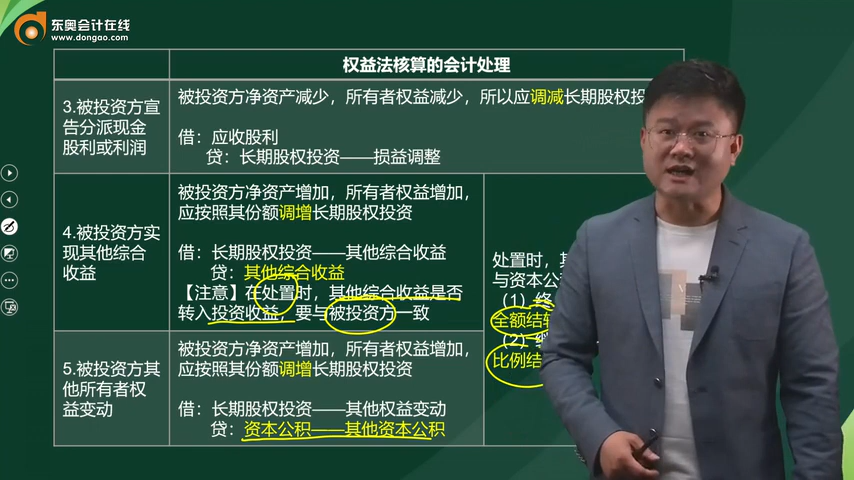 东奥会计在线
www.dongao.com
权益法核算的会计处理
3.被投资方宣
告分派现金
股利或利润
被投资方净资产减少，所有者权益减少，所以应调减长期股权投
借：应收股利
贷：长期股权投资——损益调整
4.被投资方实
现其他综合
收益
被投资方净资产增加，所有者权益增加，
应按照其份额调增长期股权投资
借：长期股权投资——其他综合收益
贷：其他综合收益
【注意】在处置时，其他综合收益是否
转入投资收益，要与被投资方一致
处置时，其
与资本公
（1）终
全额结转
（2）
比例结
5.被投资方其
他所有者权
益变动
被投资方净资产增加，所有者权益增加，
应按照其份额调增长期股权投资
借：长期股权投资——其他权益变动
贷：资本公积——其他资本公积